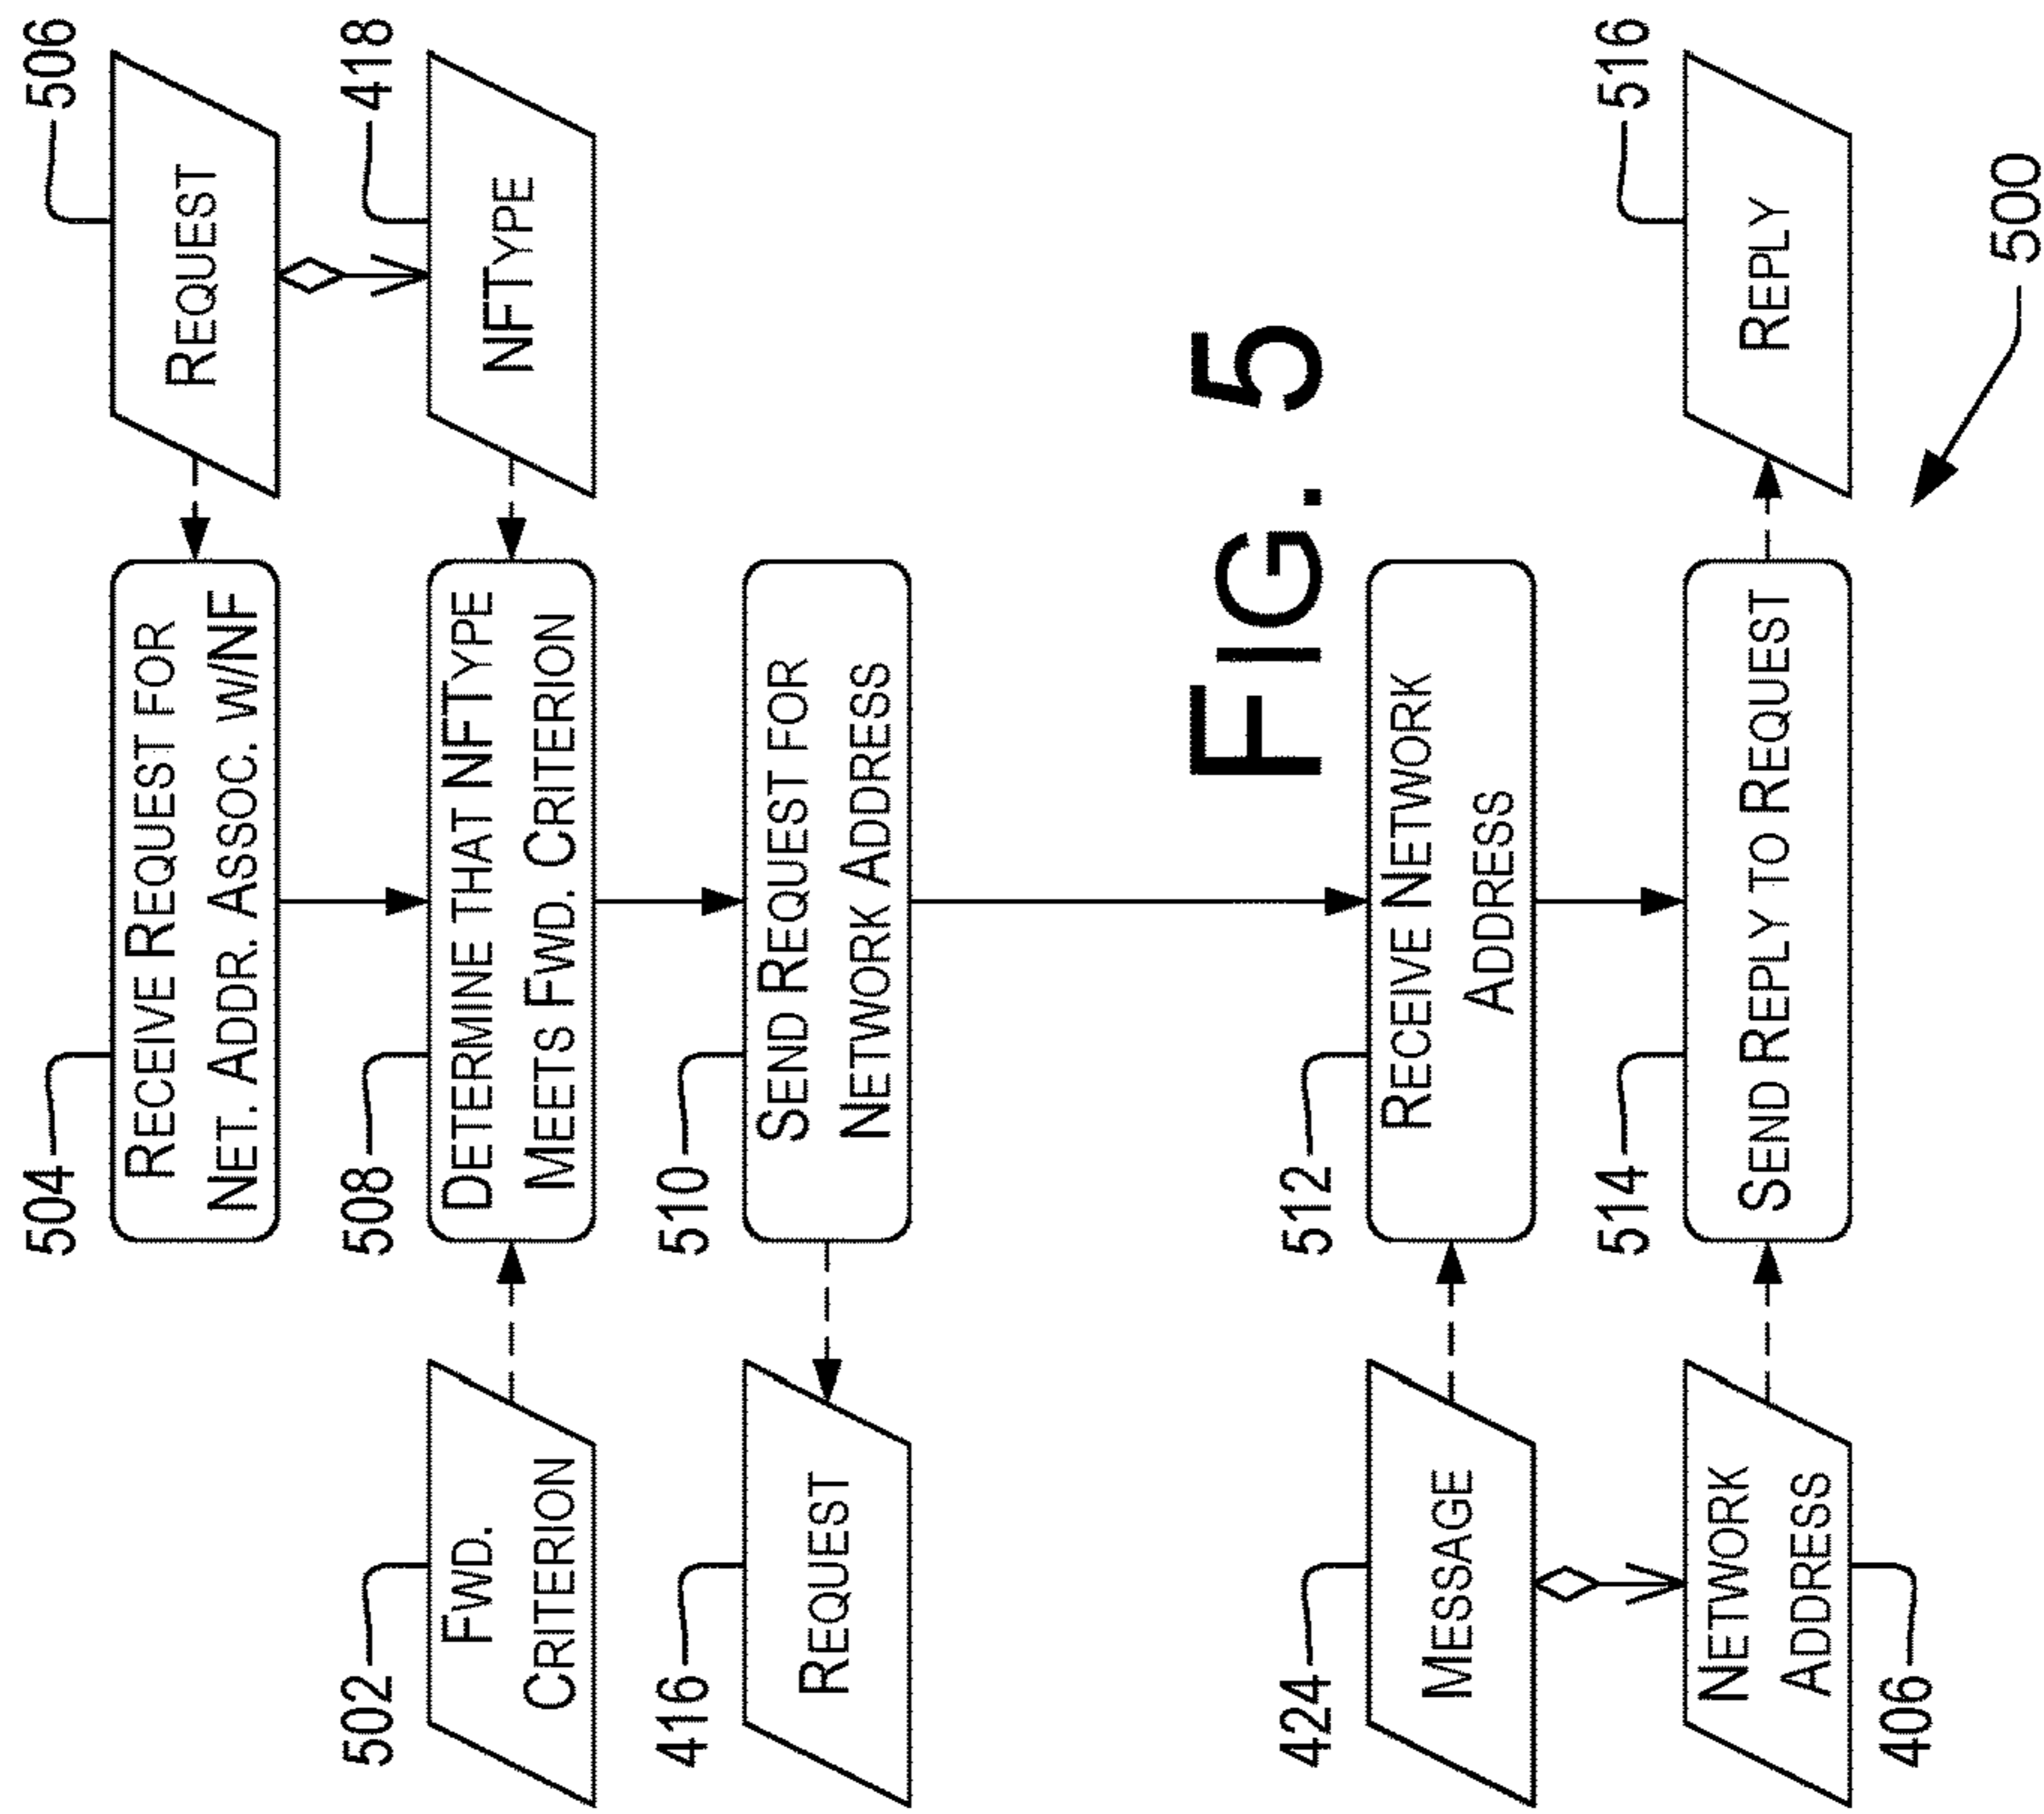 504
506
Receive Request for
Net. Addr. Assoc. w/NF
Request
502
508
418
Fwd.
Criterion
Determine that NFType
Meets Fwd. Criterion
NFType
416
510
Request
Send Request for
Network Address
FIG. 5
424
512
Message
Receive Network
Address
514
516
Network
Address
Send Reply to Request
Reply
406
500